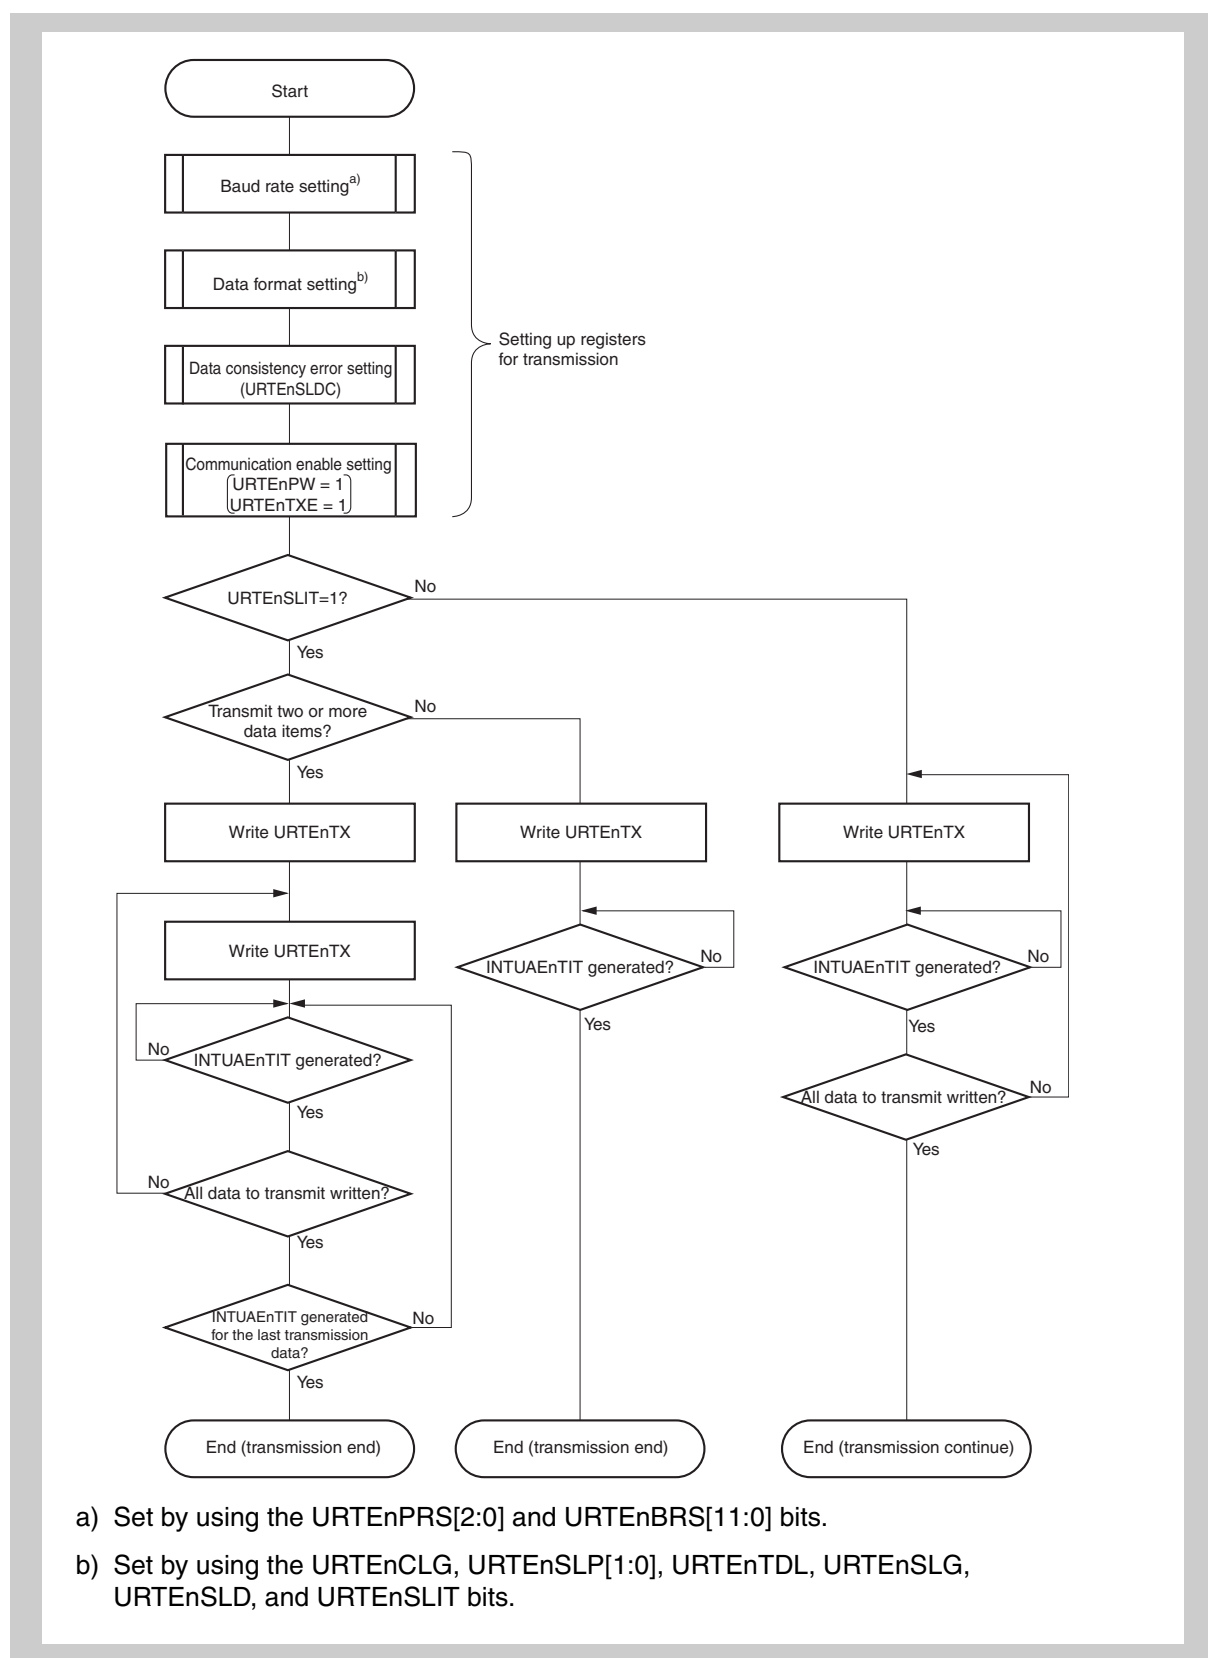 Start
Baud rate setting a)
Data format setting b)
Data consistency error setting
(URTEnSLDC)
Communication enable setting
URTEnPW = 1
URTEnTXE = 1
Setting up registers
for transmission
URTEnSLIT=1?
No
Yes
Transmit two or more
data items?
No
Yes
Write URTEnTX
Write URTEnTX
Write URTEnTX
Write URTEnTX
INTUAEnTIT generated?
No
Yes
INTUAEnTIT generated?
No
Yes
INTUAEnTIT generated?
No
Yes
All data to transmit written?
No
Yes
All data to transmit written?
No
Yes
INTUAEnTIT generated
for the last transmission
data?
No
Yes
End (transmission end)
End (transmission end)
End (transmission continue)
a) Set by using the URTEnPRS[2:0] and URTEnBRS[11:0] bits.
b) Set by using the URTEnCLG, URTEnSLP[1:0], URTEnTDL, URTEnSLG,
URTEnSLD, and URTEnSLIT bits.